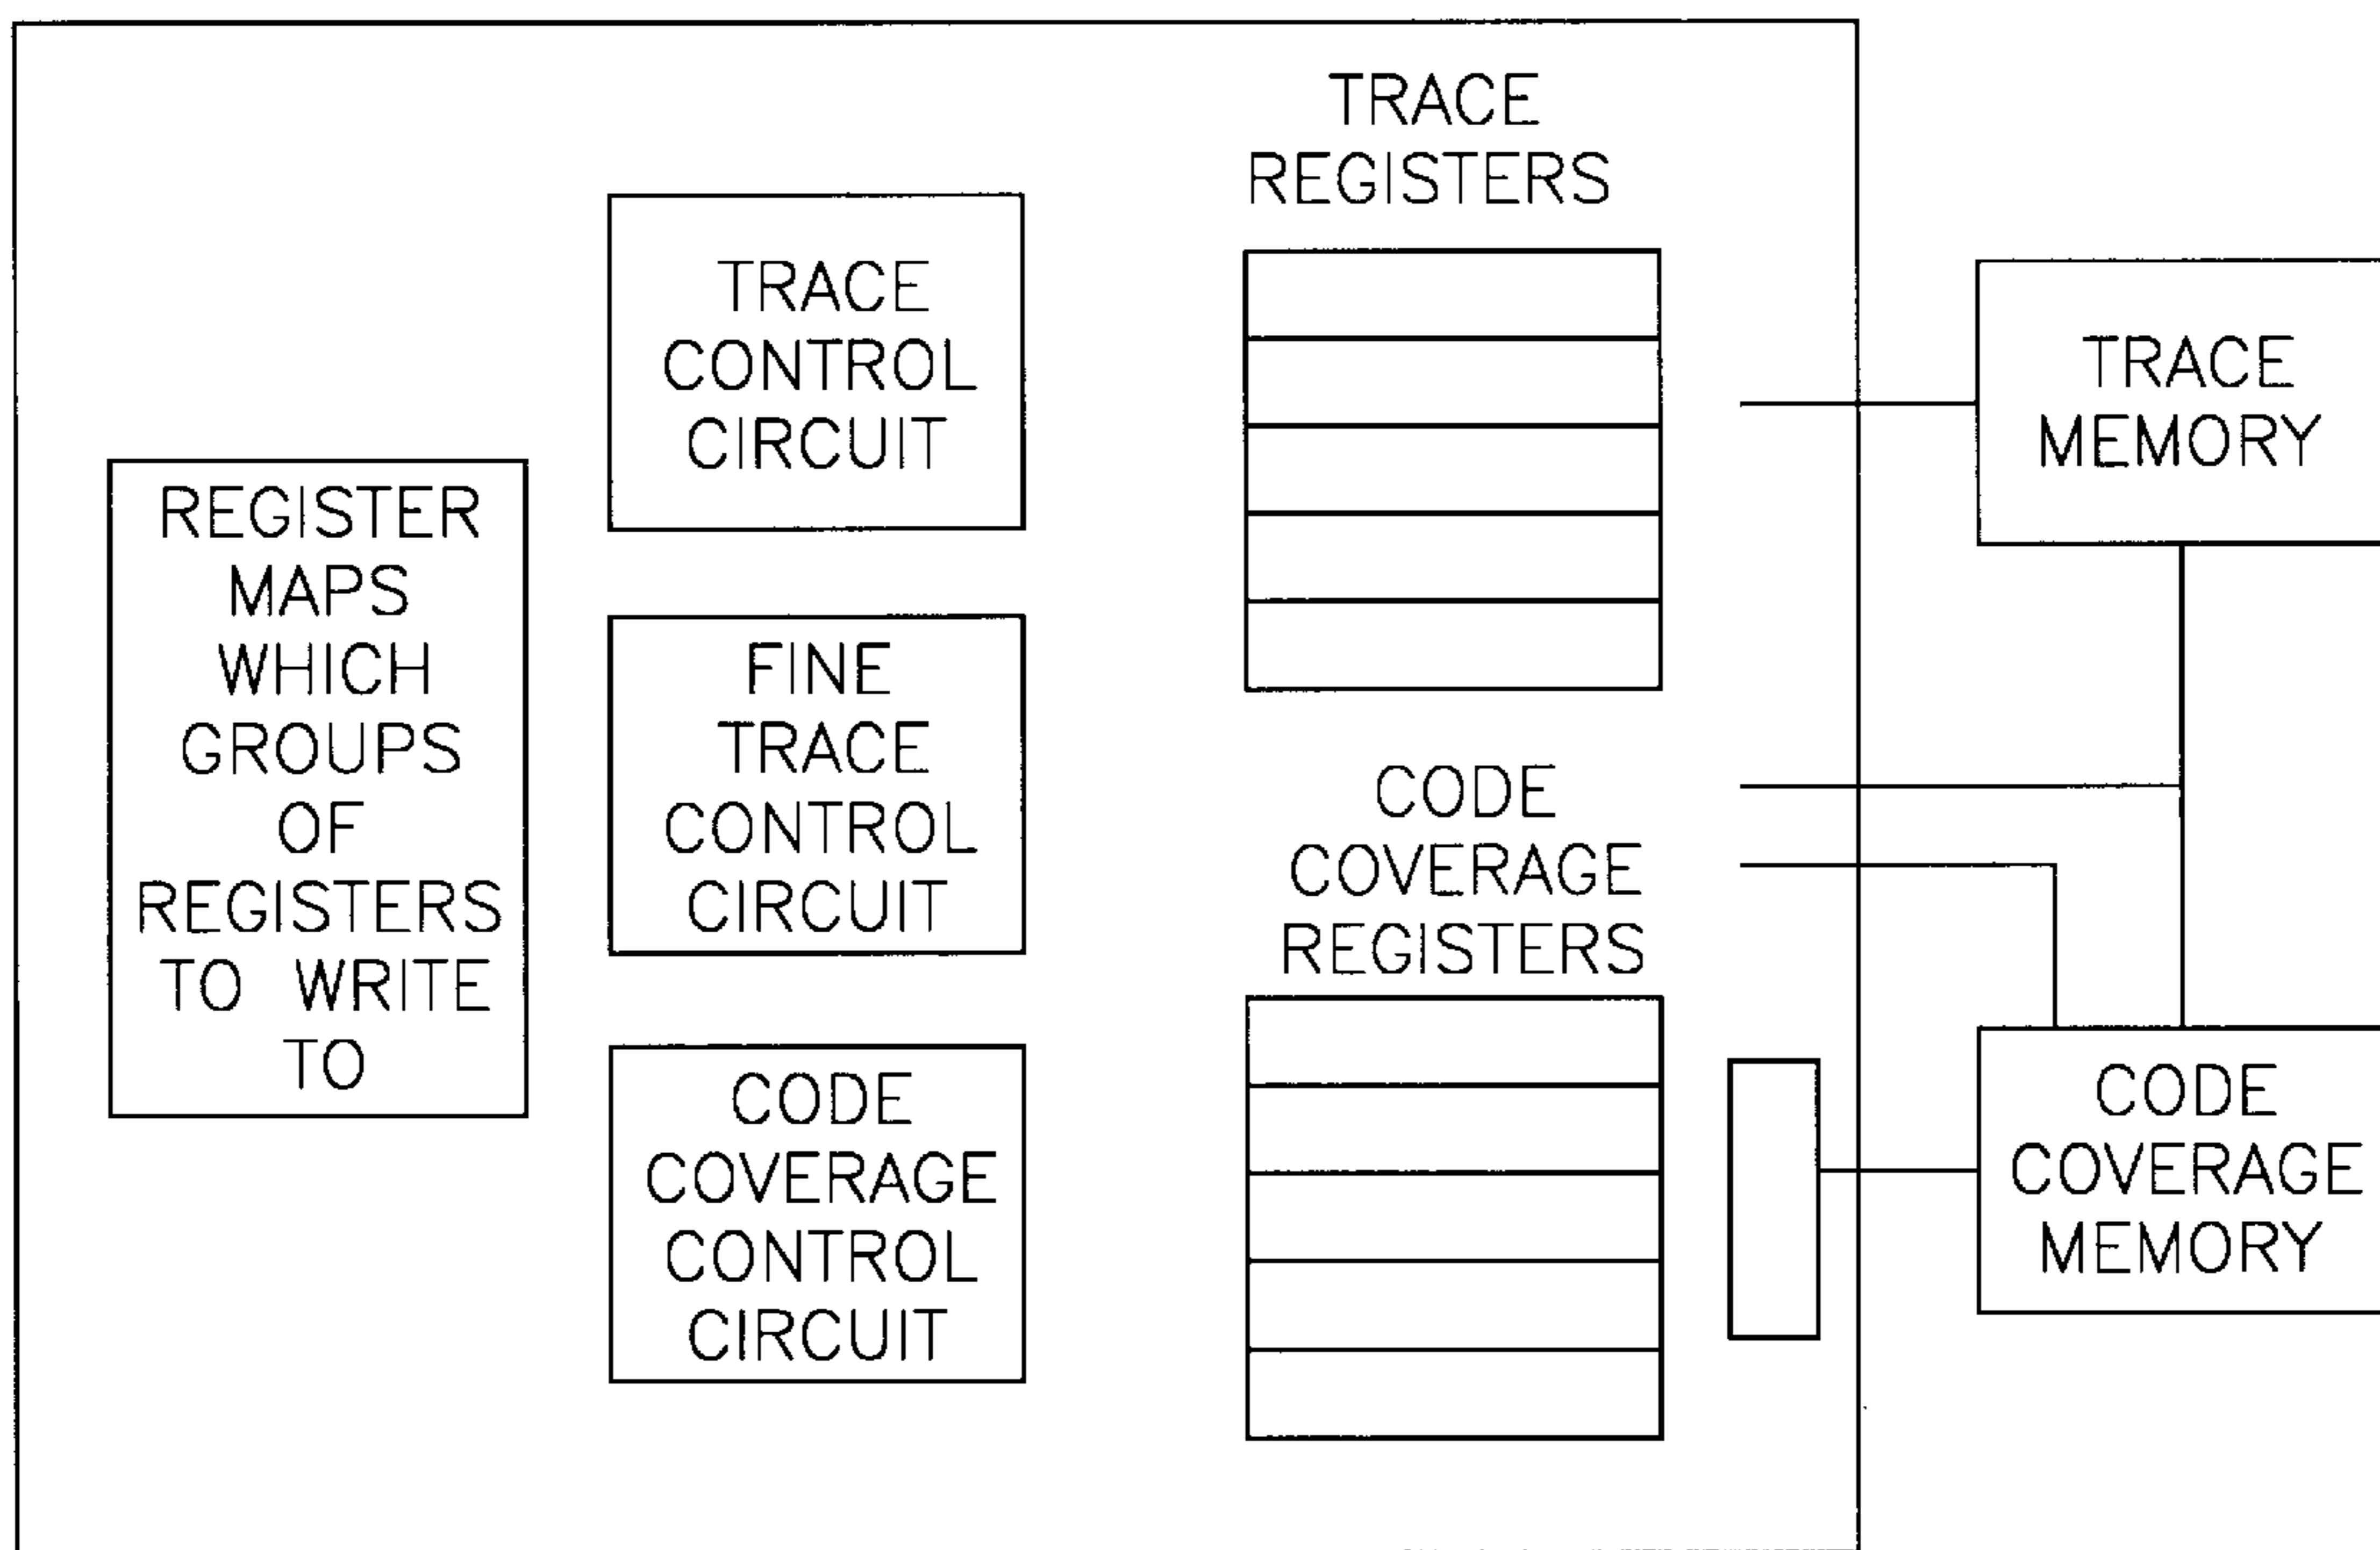 REGISTER
MAPS
WHICH
GROUPS
OF
REGISTERS
TO WRITE
TO
TRACE
CONTROL
CIRCUIT
FINE
TRACE
CONTROL
CIRCUIT
CODE
COVERAGE
CONTROL
CIRCUIT
TRACE
REGISTERS
CODE
COVERAGE
REGISTERS
TRACE
MEMORY
CODE
COVERAGE
MEMORY